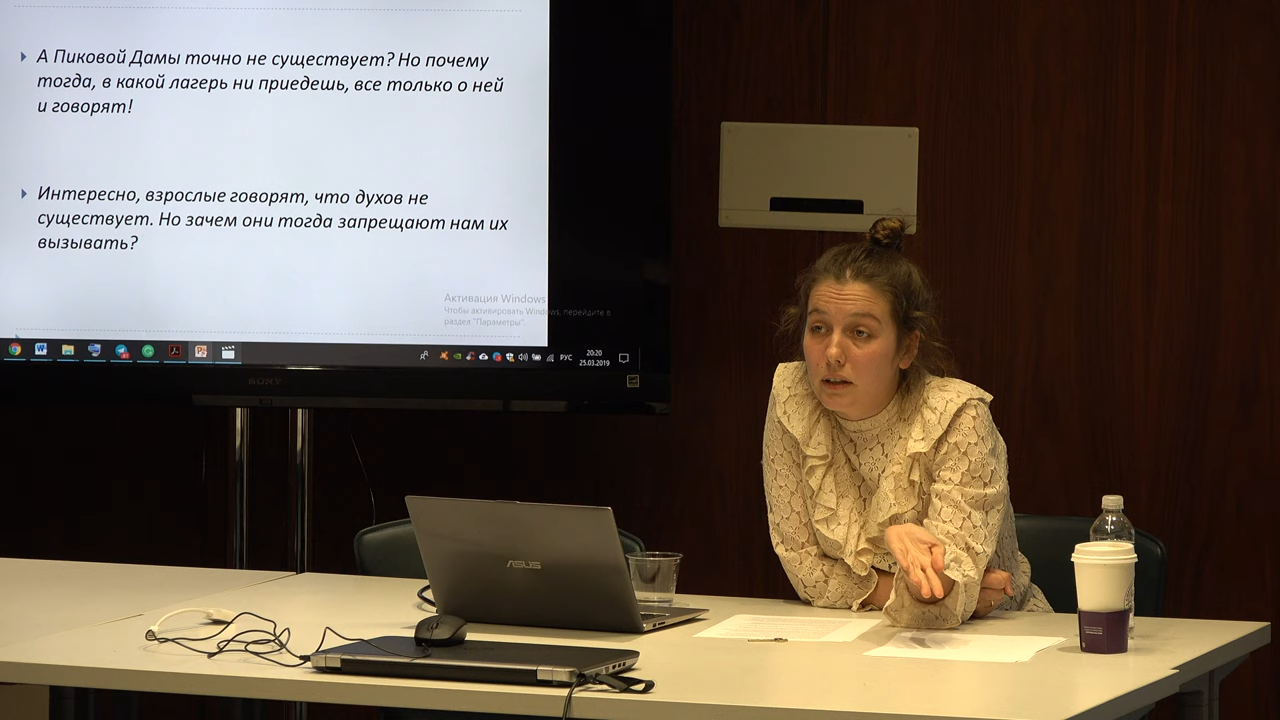 А Пиковой Дамы точно не существует? Но почему
тогда, в какой лагерь ни приедешь, все только о ней
и говорят!
Интересно, взрослые говорят, что духов не
существует. Но зачем они тогда запрещают нам их
вызывать?
Активация Windows
Чтобы активировать Windows, перейдите в
раздел "Параметры".
РУС
20:20
25.03.2019
SONY
ASUS